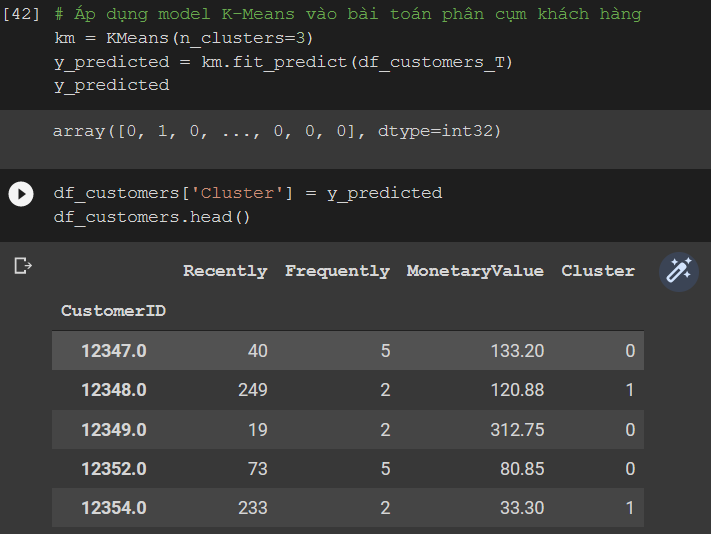 [42] # Áp dụng model K-Means vào bài toán phân cụm khách hàng
km = KMeans(n_clusters=3)
y_predicted = km.fit_predict(df_customers_T)
y_predicted
array([0, 1, 0, ..., 0, 0, 0], dtype=int32)
df_customers['Cluster'] = y_predicted
df_customers.head()
Recently Frequently MonetaryValue Cluster
CustomerID
12347.0 40 5 133.20 0
12348.0 249 2 120.88 1
12349.0 19 2 312.75 0
12352.0 73 5 80.85 0
12354.0 233 2 33.30 1